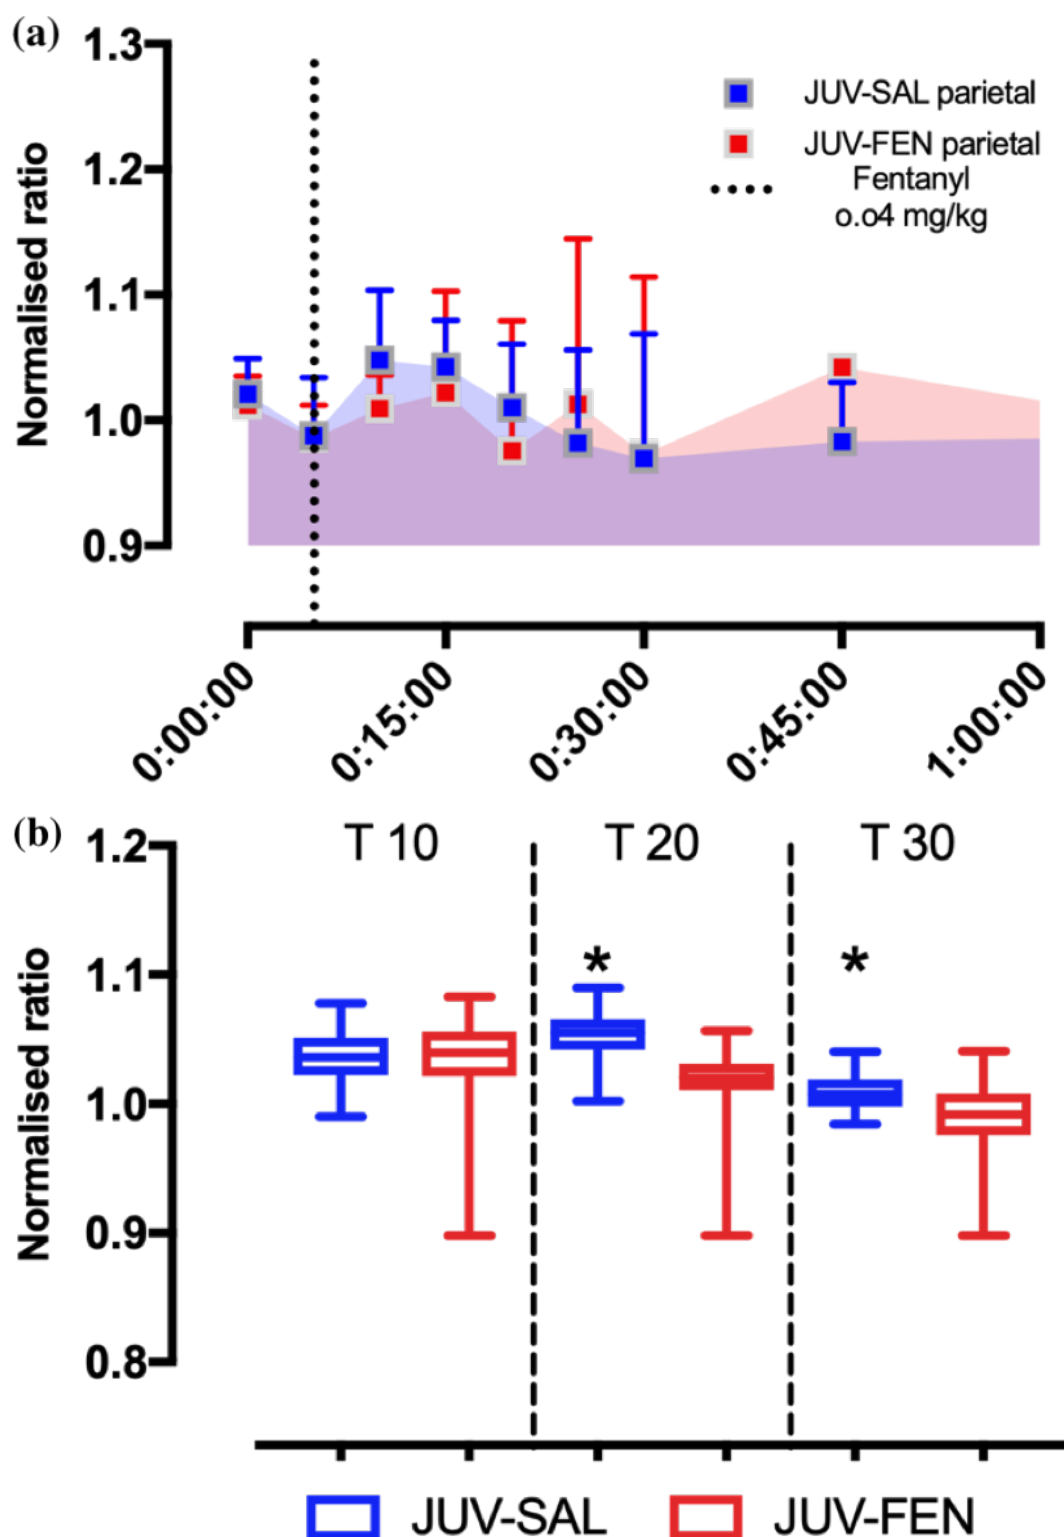 (a)
1.3
1.2
1.1
1.0
0.9
Normalised ratio
JUV-SAL parietal
JUV-FEN parietal
Fentanyl
o.o4 mg/kg
0:00:00
0:15:00
0:30:00
0:45:00
1:00:00
(b)
1.2
1.1
1.0
0.9
0.8
Normalised ratio
T 10
T 20
T 30
*
*
JUV-SAL
JUV-FEN